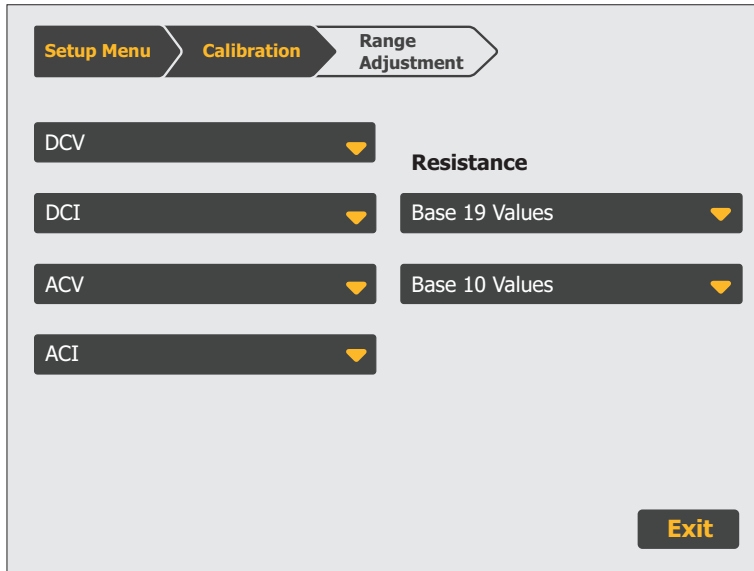 Setup Menu
Calibration
Range
Adjustment
DCV
DCI
ACV
ACI
Resistance
Base 19 Values
Base 10 Values
Exit